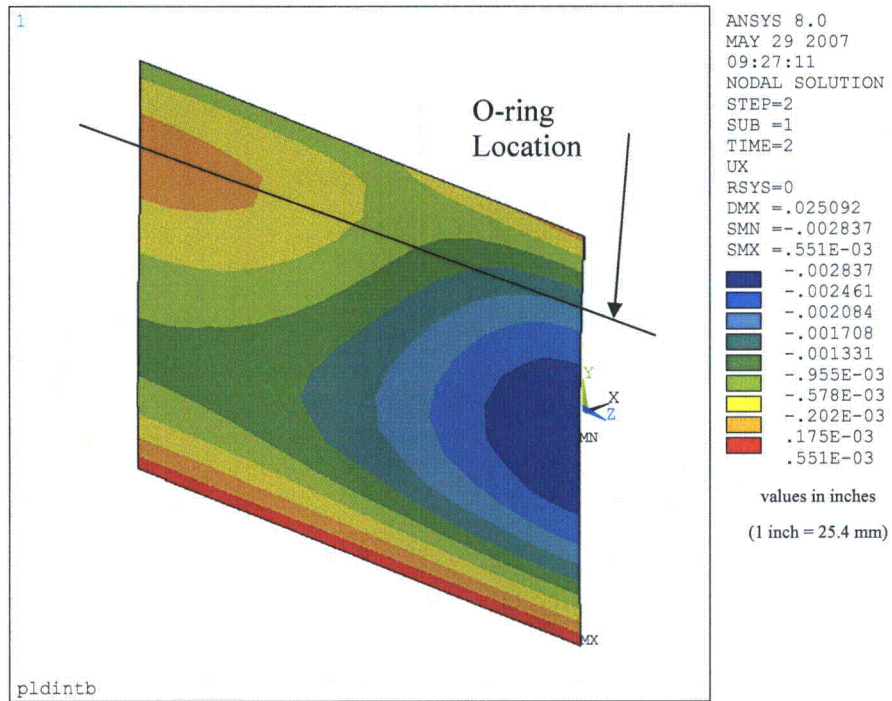 1
ANSYS 8.0
MAY 29 2007
09:27:11
NODAL SOLUTION
STEP=2
SUB =1
TIME=2
UX
RSYS=0
DMX =.025092
SMN =-.002837
SMX =.551E-03
-.002837
-.002461
-.002084
-.001708
-.001331
-.955E-03
-.578E-03
-.202E-03
.175E-03
.551E-03
values in inches
(1 inch = 25.4 mm)
O-ring
Location
Y
X
Z
MN
MX
pldintb